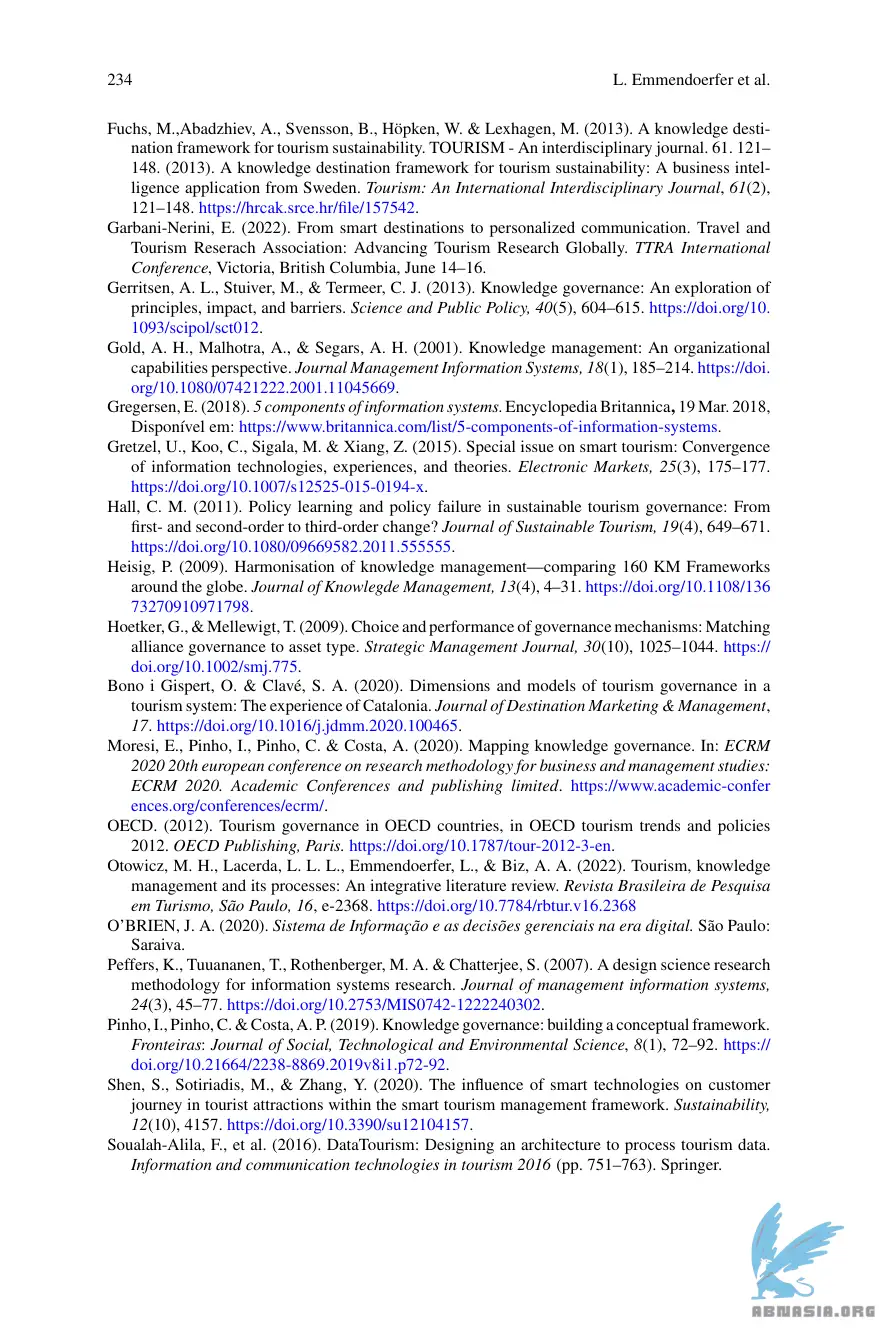 234
L. Emmendoerfer et al.
Fuchs, M.,Abadzhiev, A., Svensson, B., Höpken, W. & Lexhagen, M. (2013). A knowledge desti-
nation framework for tourism sustainability. TOURISM - An interdisciplinary journal. 61. 121–
148. (2013). A knowledge destination framework for tourism sustainability: A business intel-
ligence application from Sweden. Tourism: An International Interdisciplinary Journal, 61(2),
121–148. https://hrcak.srce.hr/file/157542.
Garbani-Nerini, E. (2022). From smart destinations to personalized communication. Travel and
Tourism Reserach Association: Advancing Tourism Research Globally. TTRA International
Conference, Victoria, British Columbia, June 14–16.
Gerritsen, A. L., Stuiver, M., & Termeer, C. J. (2013). Knowledge governance: An exploration of
principles, impact, and barriers. Science and Public Policy, 40(5), 604–615. https://doi.org/10.
1093/scipol/sct012.
Gold, A. H., Malhotra, A., & Segars, A. H. (2001). Knowledge management: An organizational
capabilities perspective. Journal Management Information Systems, 18(1), 185–214. https://doi.
org/10.1080/07421222.2001.11045669.
Gregersen, E. (2018). 5 components of information systems. Encyclopedia Britannica, 19 Mar. 2018,
Disponível em: https://www.britannica.com/list/5-components-of-information-systems.
Gretzel, U., Koo, C., Sigala, M. & Xiang, Z. (2015). Special issue on smart tourism: Convergence
of information technologies, experiences, and theories. Electronic Markets, 25(3), 175–177.
https://doi.org/10.1007/s12525-015-0194-x.
Hall, C. M. (2011). Policy learning and policy failure in sustainable tourism governance: From
first- and second-order to third-order change? Journal of Sustainable Tourism, 19(4), 649–671.
https://doi.org/10.1080/09669582.2011.555555.
Heisig, P. (2009). Harmonisation of knowledge management—comparing 160 KM Frameworks
around the globe. Journal of Knowlegde Management, 13(4), 4–31. https://doi.org/10.1108/136
73270910971798.
Hoetker, G., & Mellewigt, T. (2009). Choice and performance of governance mechanisms: Matching
alliance governance to asset type. Strategic Management Journal, 30(10), 1025–1044. https://
doi.org/10.1002/smj.775.
Bono i Gispert, O. & Clavé, S. A. (2020). Dimensions and models of tourism governance in a
tourism system: The experience of Catalonia. Journal of Destination Marketing & Management,
17. https://doi.org/10.1016/j.jdmm.2020.100465.
Moresi, E., Pinho, I., Pinho, C. & Costa, A. (2020). Mapping knowledge governance. In: ECRM
2020 20th european conference on research methodology for business and management studies:
ECRM 2020. Academic Conferences and publishing limited. https://www.academic-confer
ences.org/conferences/ecrm/.
OECD. (2012). Tourism governance in OECD countries, in OECD tourism trends and policies
2012. OECD Publishing, Paris. https://doi.org/10.1787/tour-2012-3-en.
Otowicz, M. H., Lacerda, L. L. L., Emmendoerfer, L., & Biz, A. A. (2022). Tourism, knowledge
management and its processes: An integrative literature review. Revista Brasileira de Pesquisa
em Turismo, São Paulo, 16, e-2368. https://doi.org/10.7784/rbtur.v16.2368
O’BRIEN, J. A. (2020). Sistema de Informação e as decisões gerenciais na era digital. São Paulo:
Saraiva.
Peffers, K., Tuuananen, T., Rothenberger, M. A. & Chatterjee, S. (2007). A design science research
methodology for information systems research. Journal of management information systems,
24(3), 45–77. https://doi.org/10.2753/MIS0742-1222240302.
Pinho, I., Pinho, C. & Costa, A. P. (2019). Knowledge governance: building a conceptual framework.
Fronteiras: Journal of Social, Technological and Environmental Science, 8(1), 72–92. https://
doi.org/10.21664/2238-8869.2019v8i1.p72-92.
Shen, S., Sotiriadis, M., & Zhang, Y. (2020). The influence of smart technologies on customer
journey in tourist attractions within the smart tourism management framework. Sustainability,
12(10), 4157. https://doi.org/10.3390/su12104157.
Soualah-Alila, F., et al. (2016). DataTourism: Designing an architecture to process tourism data.
Information and communication technologies in tourism 2016 (pp. 751–763). Springer.
ABMASIA.ORG